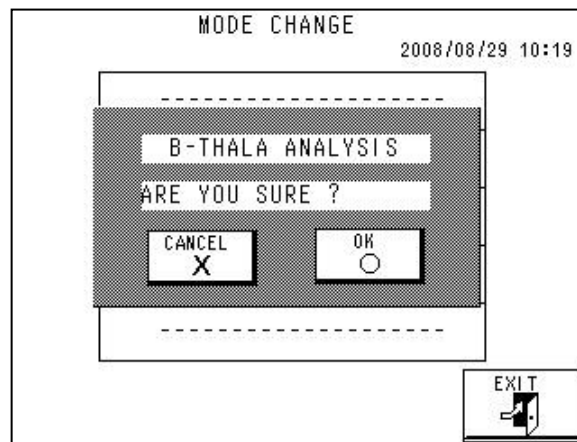 MODE CHANGE
2008/08/29 10:19
--------------------
B-THALA ANALYSIS
ARE YOU SURE ?
CANCEL
X
OK
○
--------------------
EXIT